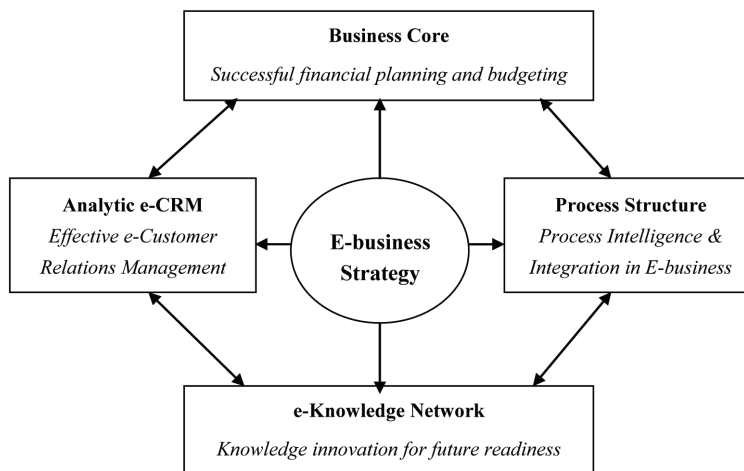 Business Core
Successful financial planning and budgeting
Analytic e-CRM
Effective e-Customer
Relations Management
E-business
Strategy
Process Structure
Process Intelligence &
Integration in E-business
e-Knowledge Network
Knowledge innovation for future readiness